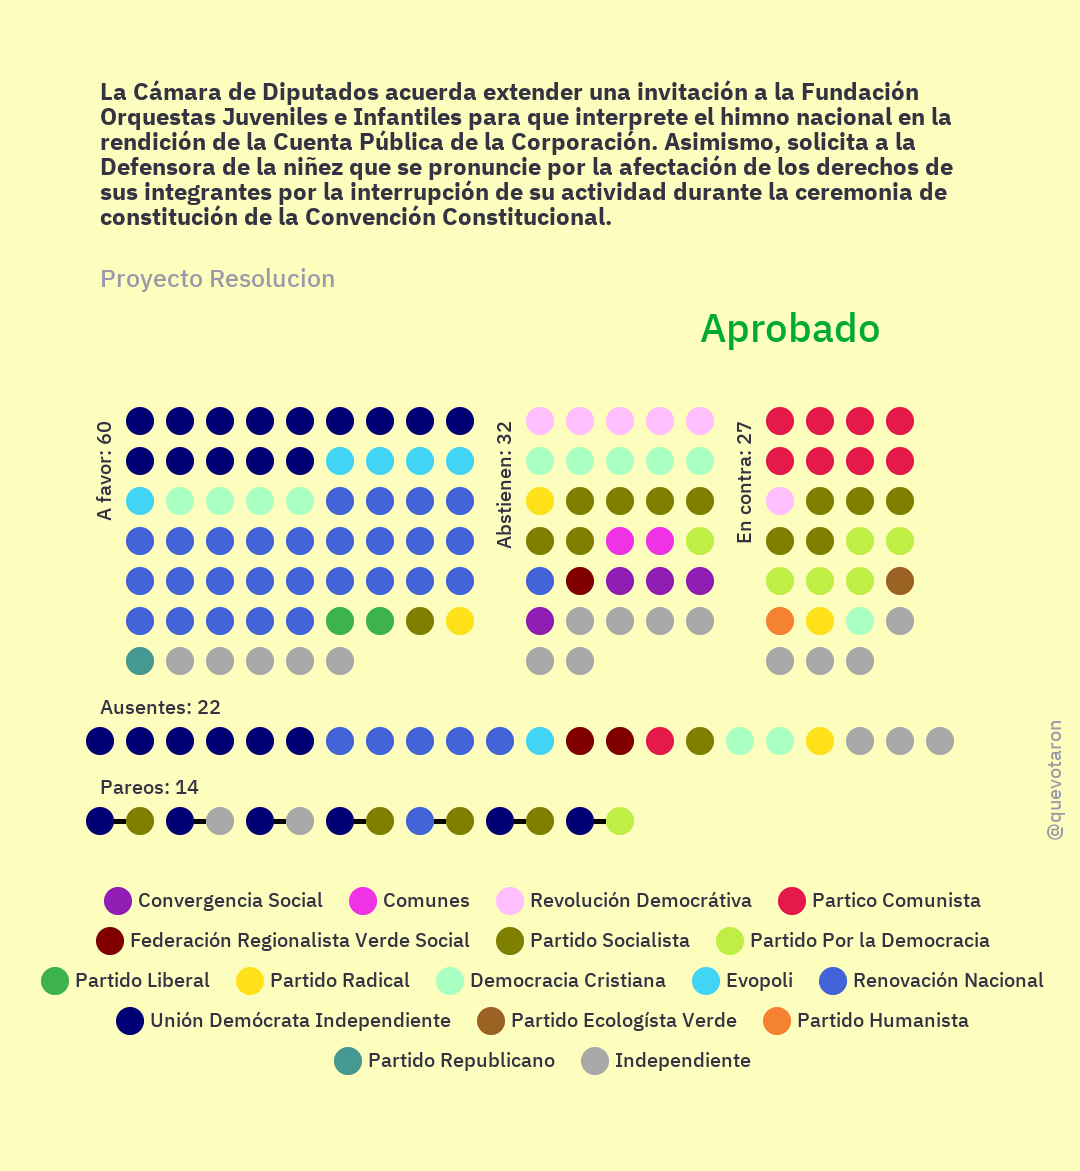 La Cámara de Diputados acuerda extender una invitación a la Fundación
Orquestas Juveniles e Infantiles para que interprete el himno nacional en la
rendición de la Cuenta Pública de la Corporación. Asimismo, solicita a la
Defensora de la niñez que se pronuncie por la afectación de los derechos de
sus integrantes por la interrupción de su actividad durante la ceremonia de
constitución de la Convención Constitucional.
Proyecto Resolucion
Aprobado
A favor: 60
Abstienen: 32
En contra: 27
Ausentes: 22
Pareos: 14
@quevotaron
Convergencia Social
Comunes
Revolución Democrátiva
Partico Comunista
Federación Regionalista Verde Social
Partido Socialista
Partido Por la Democracia
Partido Liberal
Partido Radical
Democracia Cristiana
Evopoli
Renovación Nacional
Unión Demócrata Independiente
Partido Ecologísta Verde
Partido Humanista
Partido Republicano
Independiente